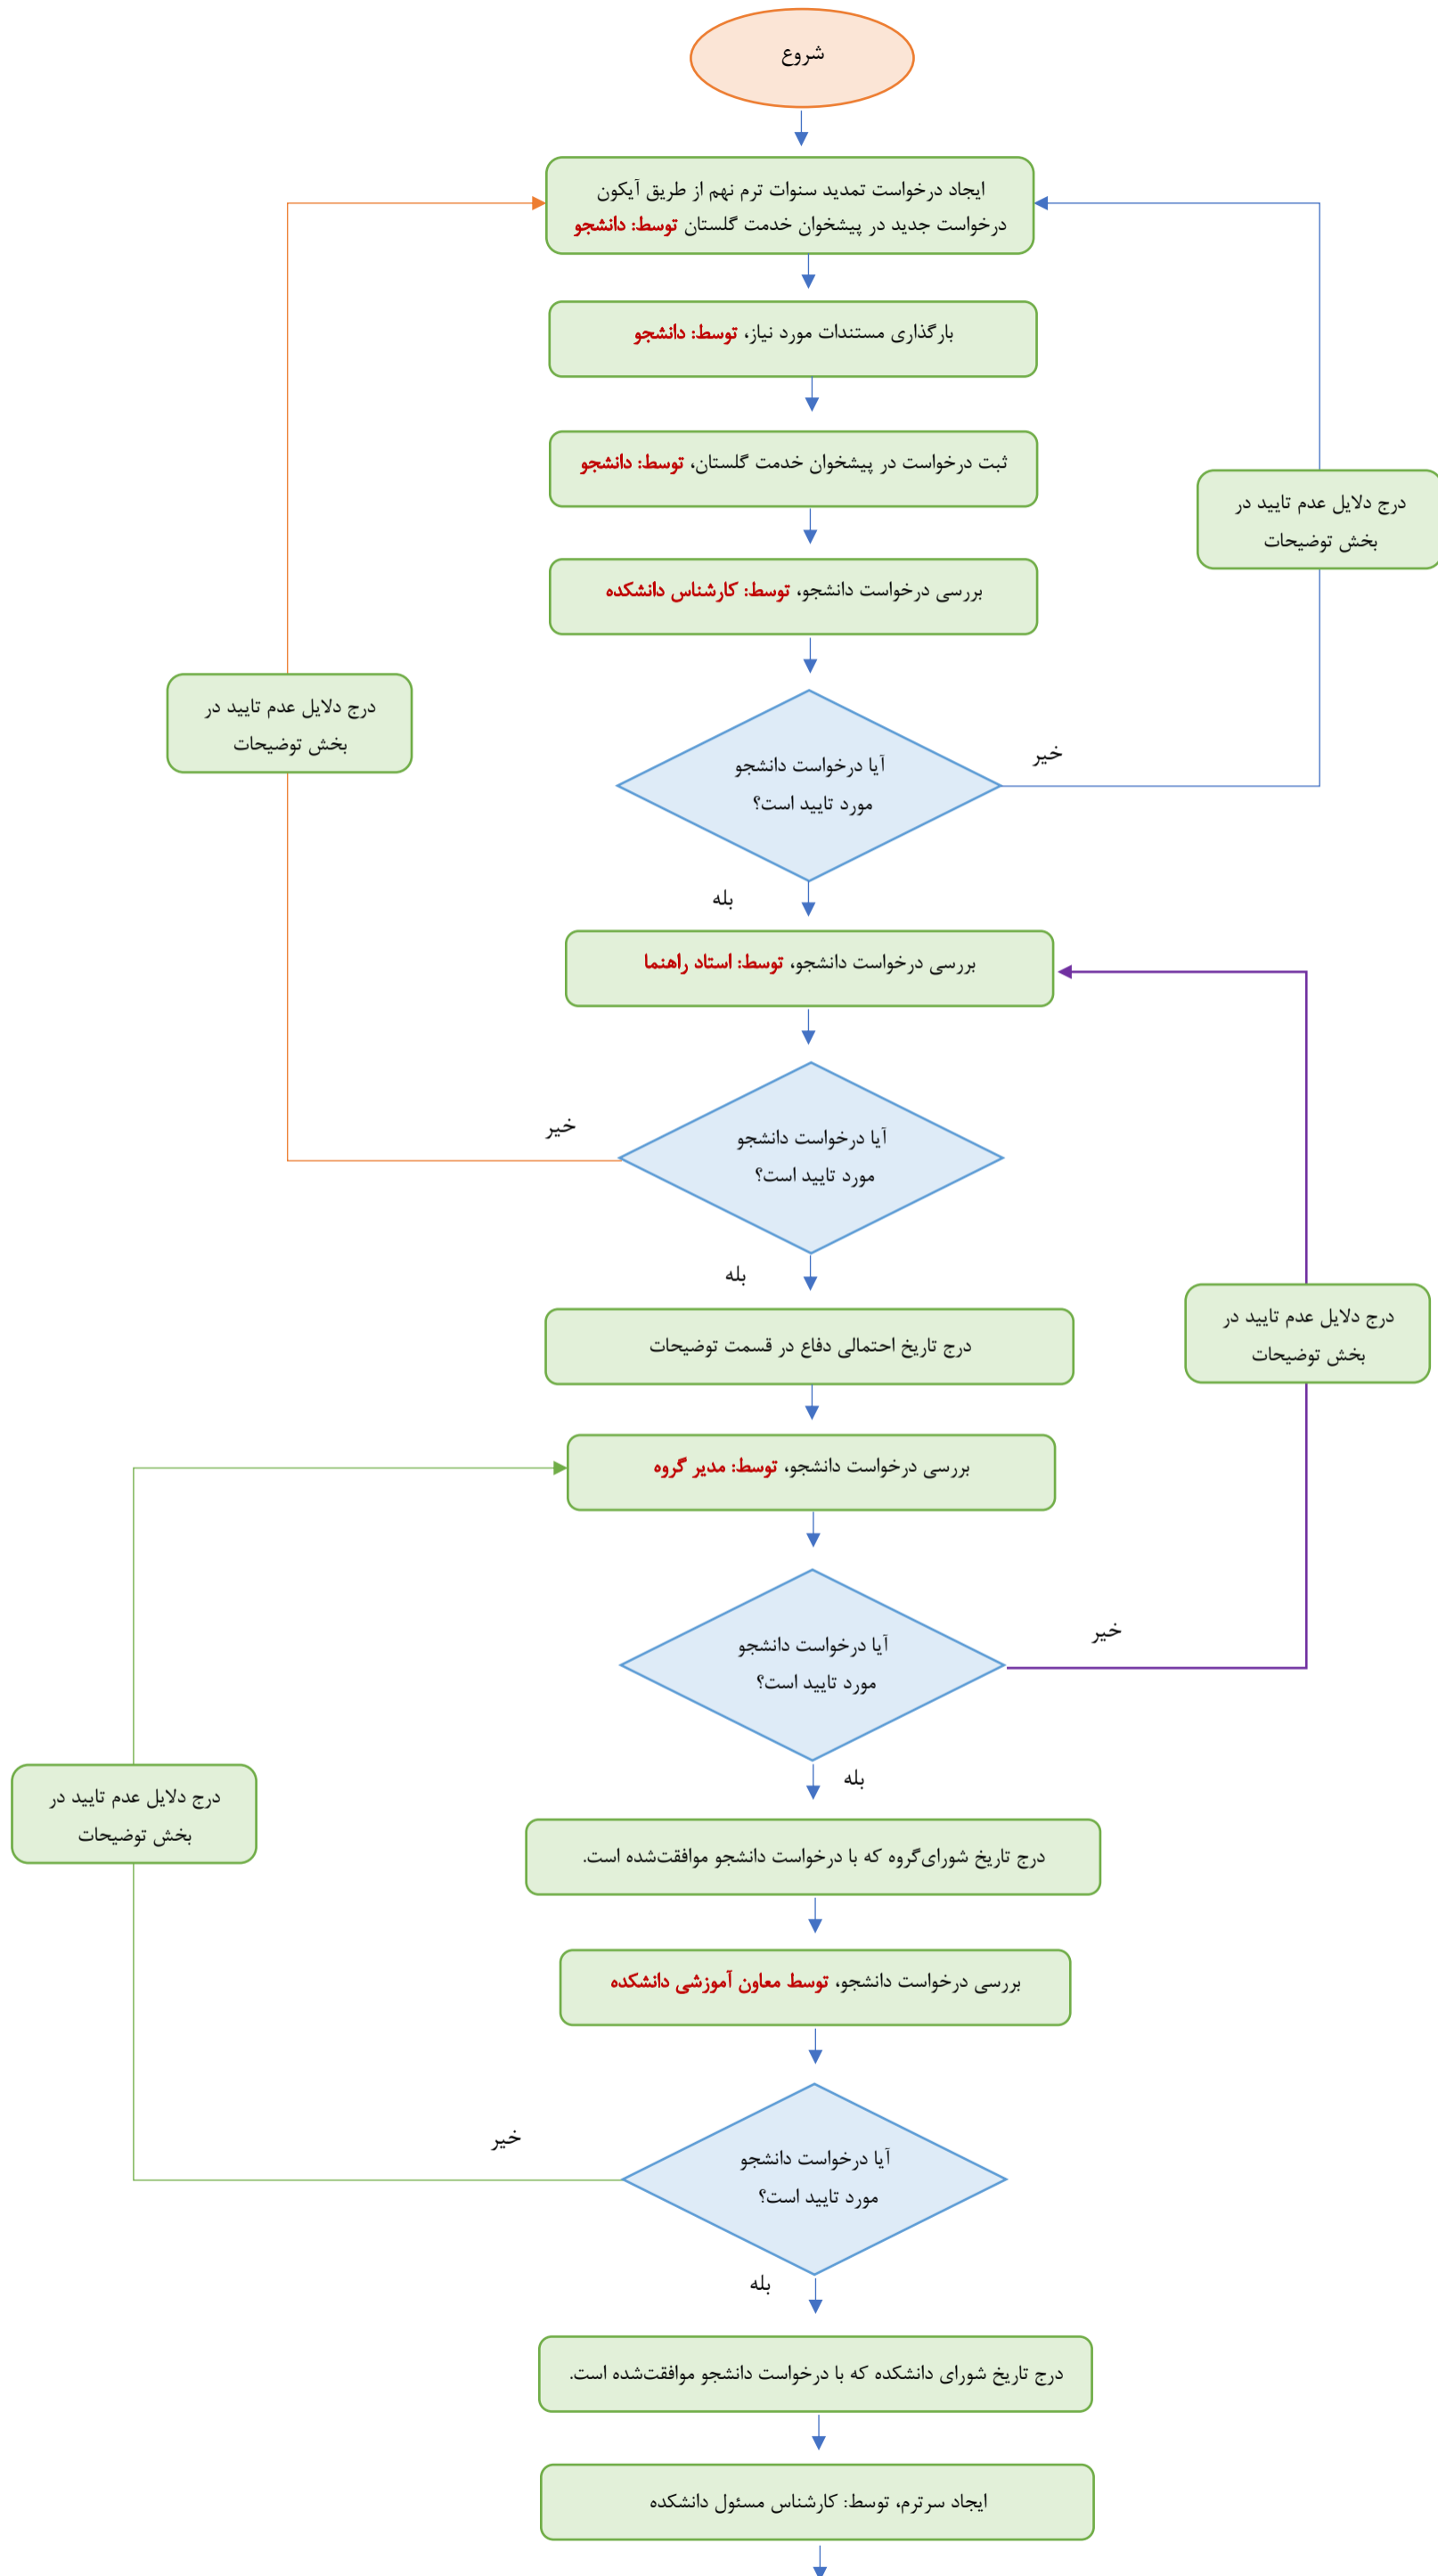 شروع
ایجاد درخواست تمدید سنوات ترم نهم از طریق آیکون
درخواست جدید در پیشخوان خدمت گلستان توسط: دانشجو
بارگذاری مستندات مورد نیاز، توسط: دانشجو
ثبت درخواست در پیشخوان خدمت گلستان، توسط: دانشجو
درج دلایل عدم تایید در
بخش توضیحات
بررسی درخواست دانشجو، توسط: کارشناس دانشکده
درج دلایل عدم تایید در
بخش توضیحات
آیا درخواست دانشجو
مورد تایید است؟
خیر
بله
بررسی درخواست دانشجو، توسط: استاد راهنما
آیا درخواست دانشجو
مورد تایید است؟
خیر
بله
درج تاریخ احتمالی دفاع در قسمت توضیحات
درج دلایل عدم تایید در
بخش توضیحات
بررسی درخواست دانشجو، توسط: مدیر گروه
آیا درخواست دانشجو
مورد تایید است؟
خیر
بله
درج دلایل عدم تایید در
بخش توضیحات
درج تاریخ شورای‌گروه که با درخواست دانشجو موافقت‌شده است.
بررسی درخواست دانشجو، توسط معاون آموزشی دانشکده
آیا درخواست دانشجو
مورد تایید است؟
خیر
بله
درج تاریخ شورای دانشکده که با درخواست دانشجو موافقت‌شده است.
ایجاد سرترم، توسط: کارشناس مسئول دانشکده